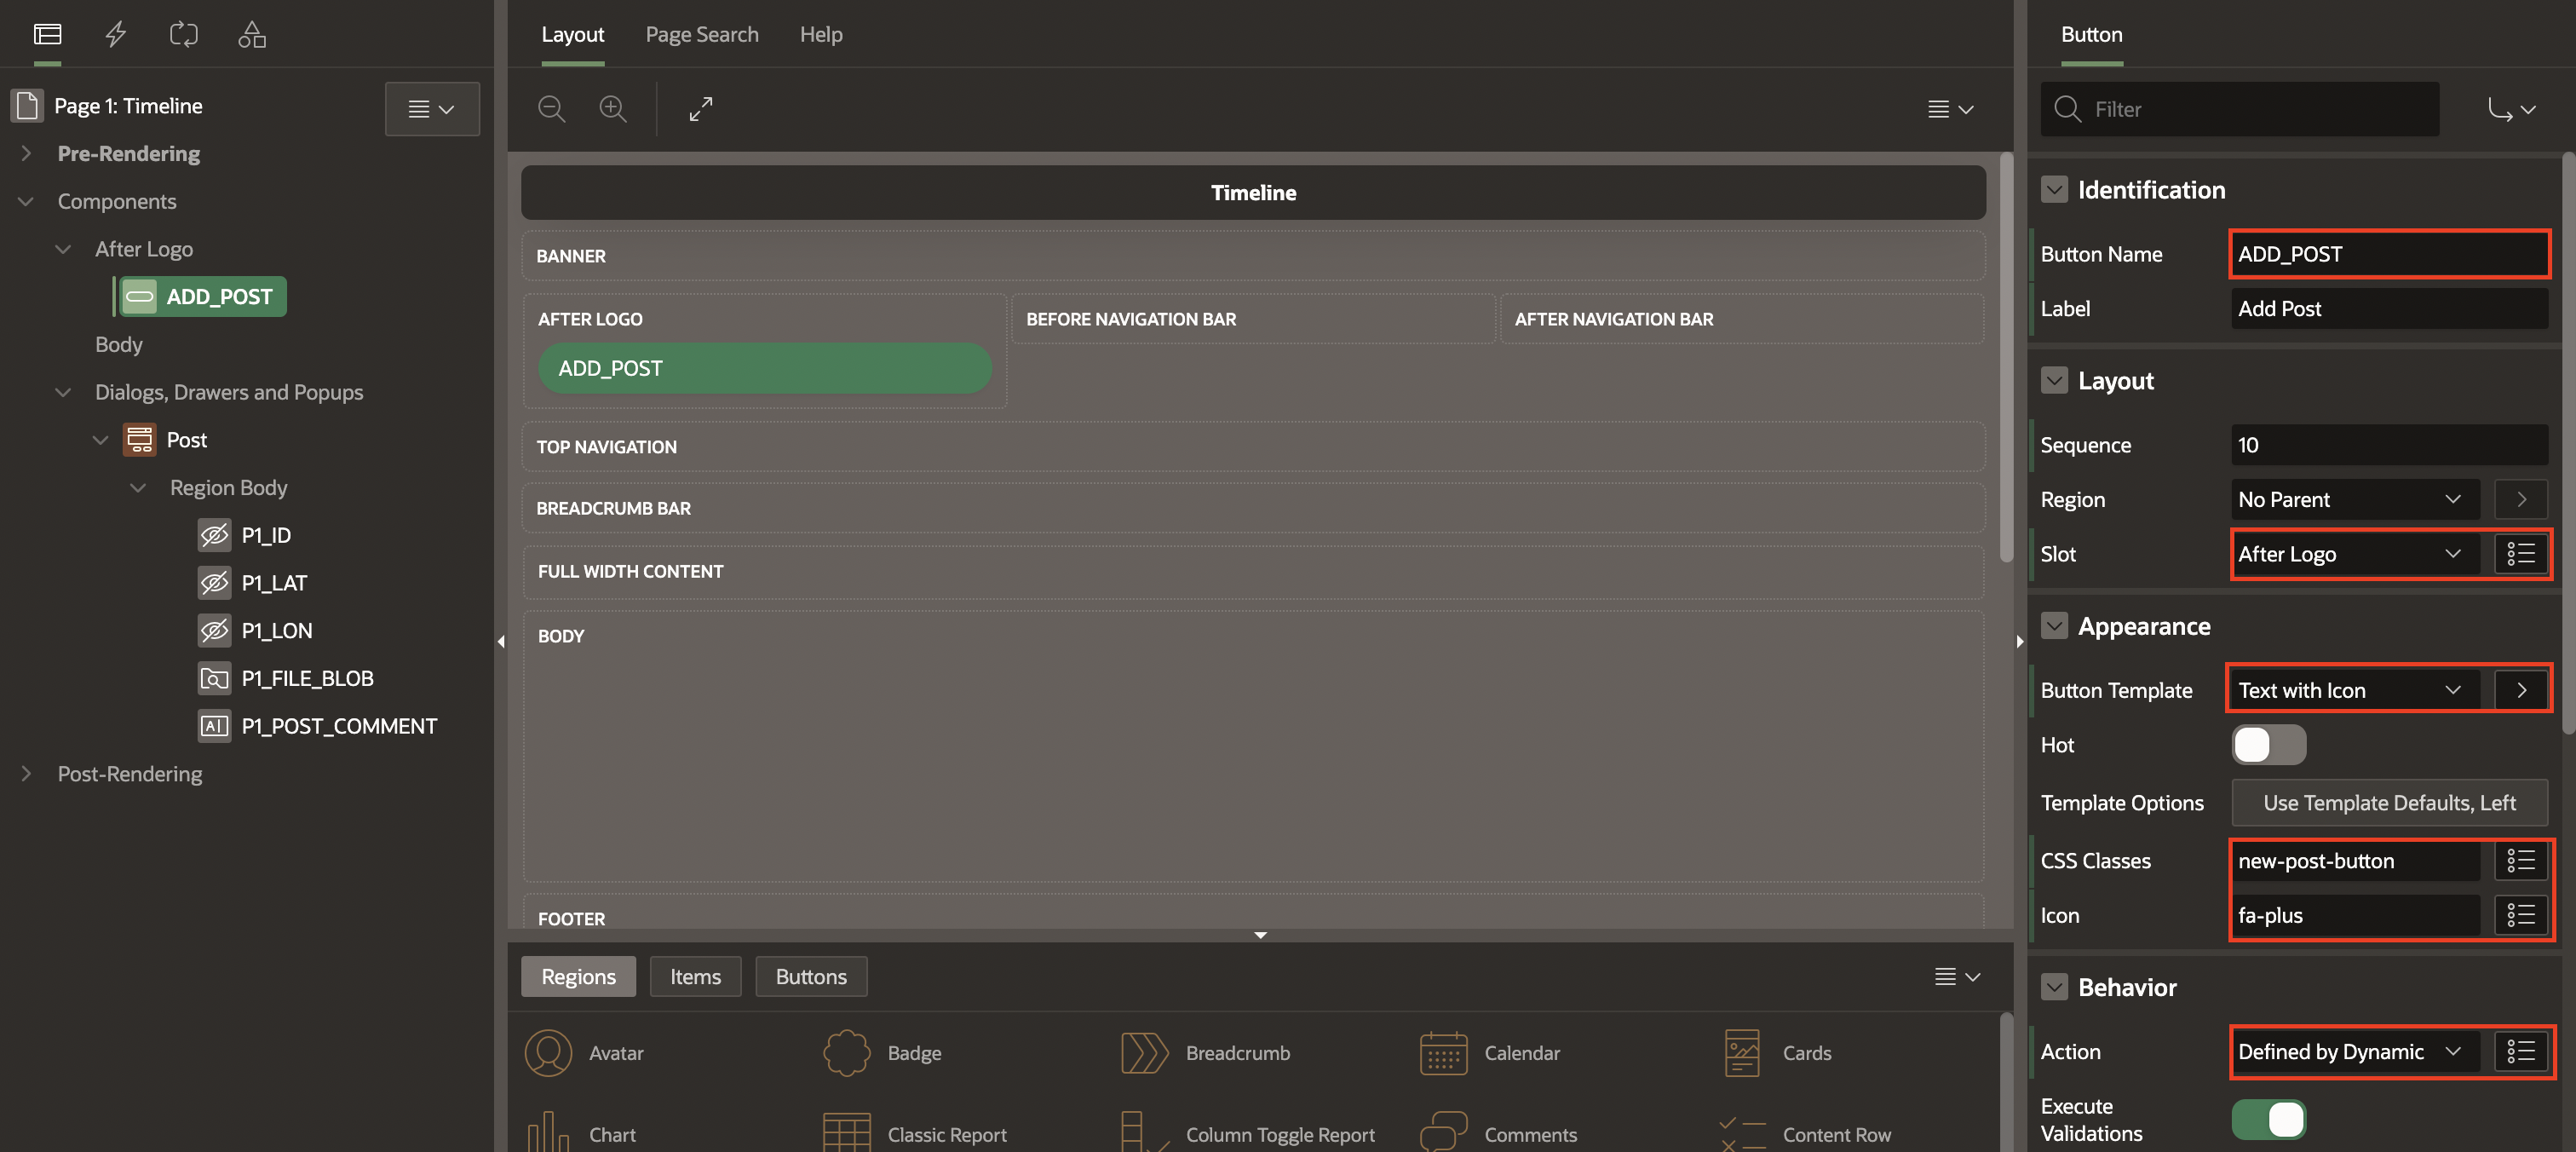 Page 1: Timeline
Pre-Rendering
Components
After Logo
ADD_POST
Body
Dialogs, Drawers and Popups
Post
Region Body
P1_ID
P1_LAT
P1_LON
P1_FILE_BLOB
P1_POST_COMMENT
Post-Rendering
Layout Page Search Help
Timeline
BANNER
AFTER LOGO
BEFORE NAVIGATION BAR
AFTER NAVIGATION BAR
ADD_POST
TOP NAVIGATION
BREADCRUMB BAR
FULL WIDTH CONTENT
BODY
FOOTER
Regions Items Buttons
Avatar Badge Breadcrumb Calendar Cards
Chart Classic Report Column Toggle Report Comments Content Row
Button
Filter
Identification
Button Name ADD_POST
Label Add Post
Layout
Sequence 10
Region No Parent
Slot After Logo
Appearance
Button Template Text with Icon
Hot
Template Options Use Template Defaults, Left
CSS Classes new-post-button
Icon fa-plus
Behavior
Action Defined by Dynamic
Execute
Validations